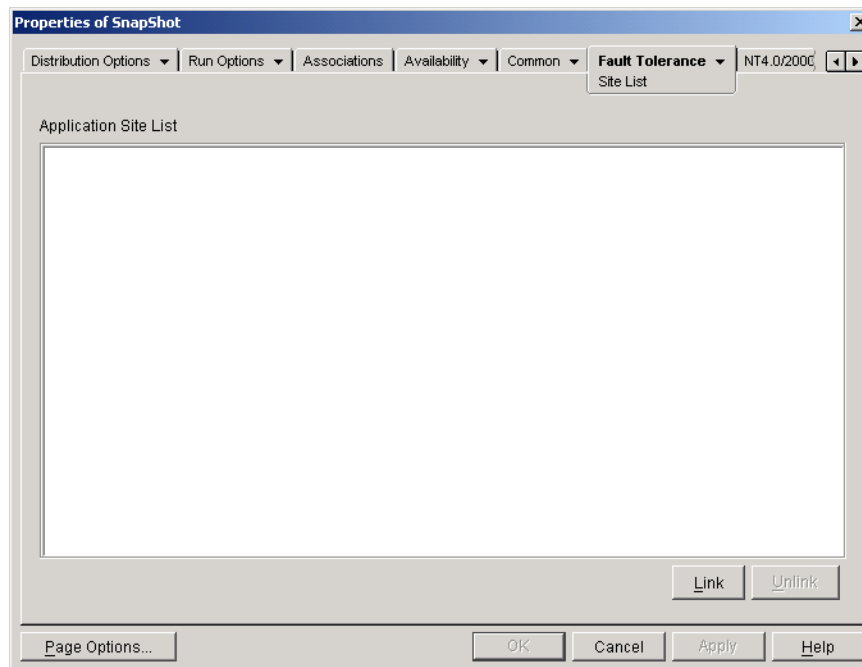 Properties of SnapShot
Distribution Options Run Options Associations Availability Common Fault Tolerance NT4.0/2000
Site List
Application Site List
Link Unlink
Page Options... OK Cancel Apply Help